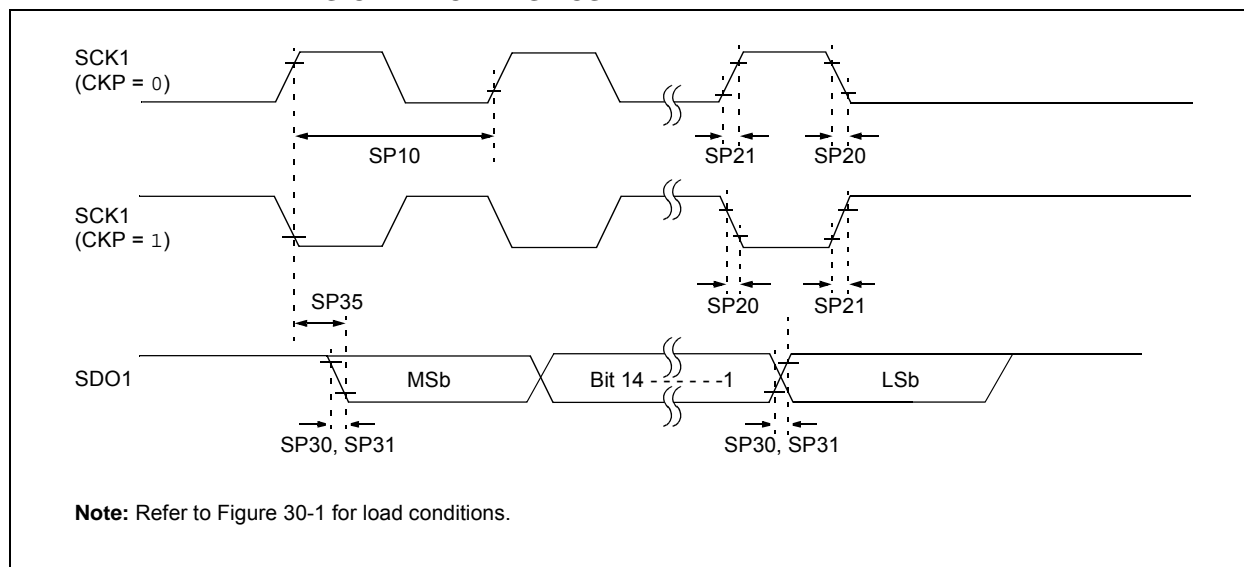 SCK1
(CKP = 0)
SP10
SP21
SP20
SCK1
(CKP = 1)
SP35
SP20
SP21
SDO1
MSb
Bit 14 - - - - - -1
LSb
SP30, SP31
SP30, SP31
Note: Refer to Figure 30-1 for load conditions.